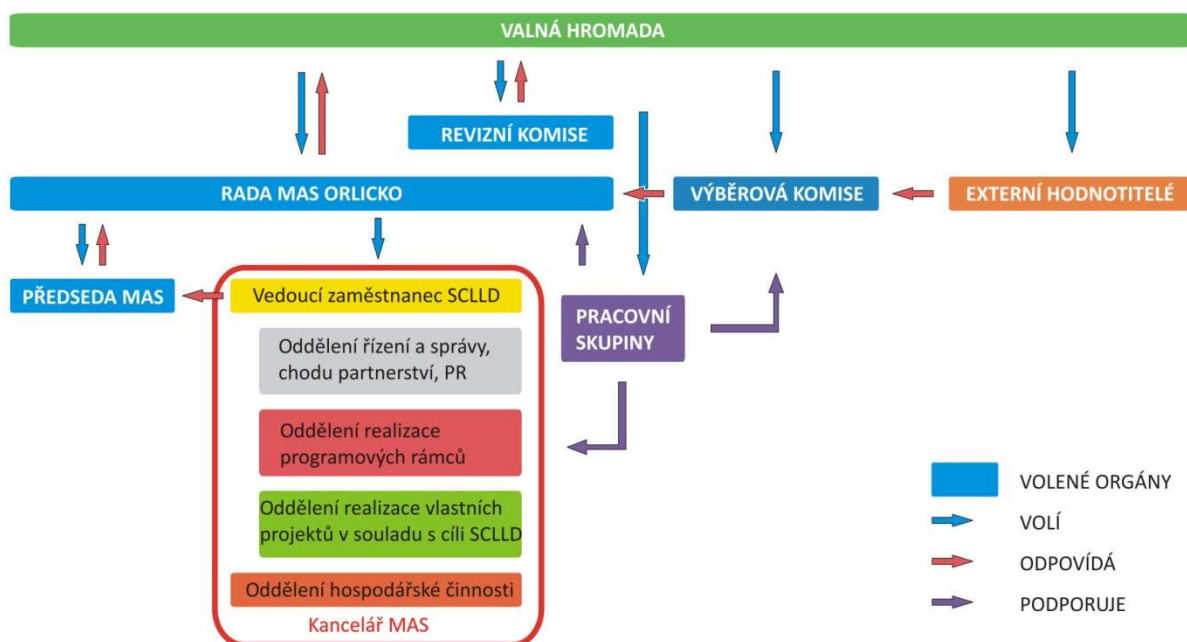 VALNÁ HROMADA
REVIZNÍ KOMISE
RADA MAS ORLICKO
VÝBĚROVÁ KOMISE
EXTERNÍ HODNOTITELÉ
PŘEDSEDA MAS
Vedoucí zaměstnanec SCLLD
PRACOVNÍ
SKUPINY
Oddělení řízení a správy,
chodu partnerství, PR
Oddělení realizace
programových rámců
Oddělení realizace vlastních
projektů v souladu s cíli SCLLD
Oddělení hospodářské činnosti
Kancelář MAS
VOLENÉ ORGÁNY
VOLÍ
ODPOVÍDÁ
PODPORUJE